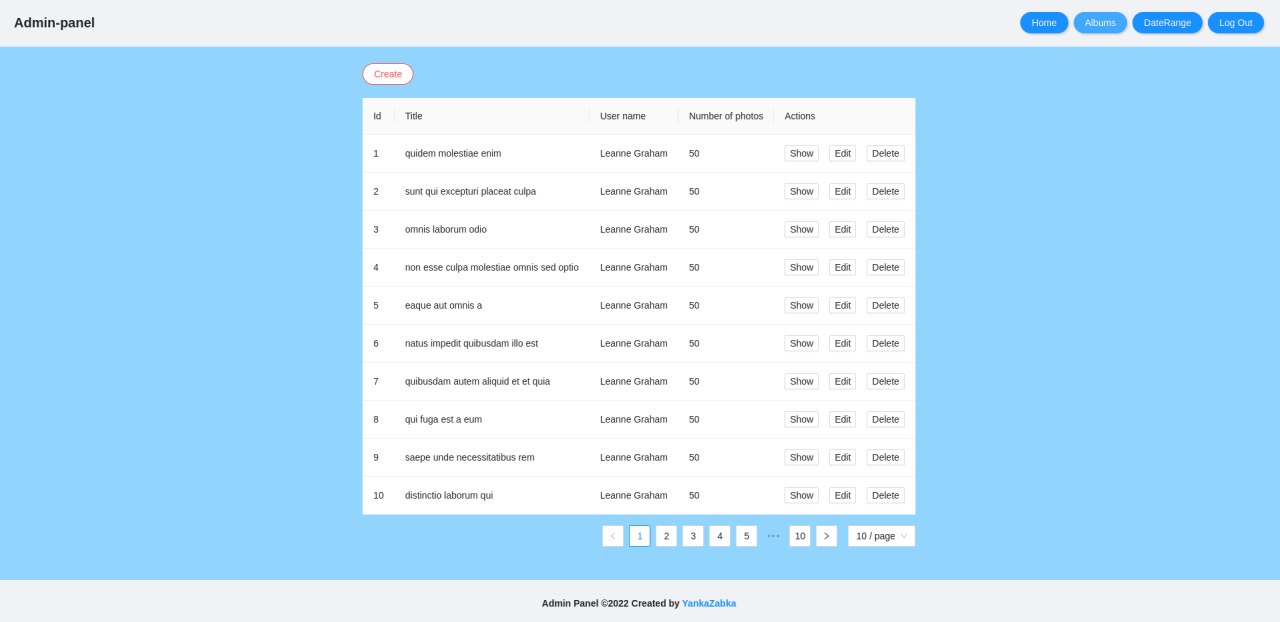 Admin-panel Home Albums DateRange Log Out
Create
Id Title User name Number of photos Actions
1 quidem molestiae enim Leanne Graham 50 Show Edit Delete
2 sunt qui excepturi placeat culpa Leanne Graham 50 Show Edit Delete
3 omnis laborum odio Leanne Graham 50 Show Edit Delete
4 non esse culpa molestiae omnis sed optio Leanne Graham 50 Show Edit Delete
5 eaque aut omnis a Leanne Graham 50 Show Edit Delete
6 natus impedit quibusdam illo est Leanne Graham 50 Show Edit Delete
7 quibusdam autem aliquid et et quia Leanne Graham 50 Show Edit Delete
8 qui fuga est a eum Leanne Graham 50 Show Edit Delete
9 saepe unde necessitatibus rem Leanne Graham 50 Show Edit Delete
10 distinctio laborum qui Leanne Graham 50 Show Edit Delete
1 2 3 4 5 ••• 10 10 / page
Admin Panel ©2022 Created by YankaZabka